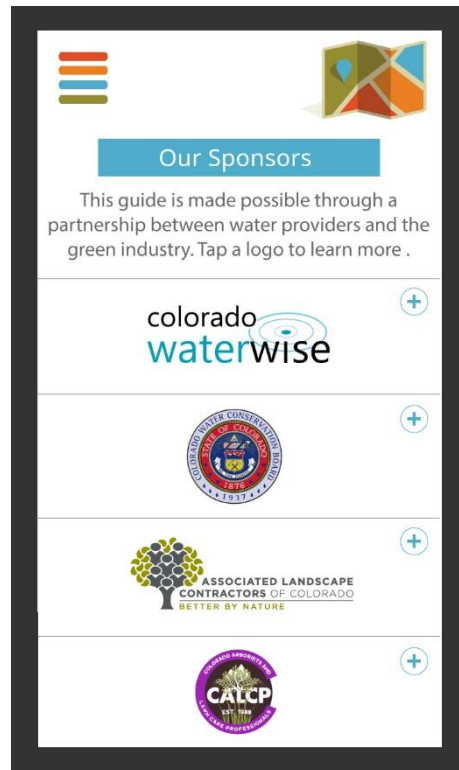 Our Sponsors
This guide is made possible through a
partnership between water providers and the
green industry. Tap a logo to learn more .
colorado
waterwise
COLORADO WATER CONSERVATION BOARD
STATE OF COLORADO
1876
1937
ASSOCIATED LANDSCAPE
CONTRACTORS OF COLORADO
BETTER BY NATURE
COLORADO ARBORISTS AND
CALCP
EST. 1988
LAWN CARE PROFESSIONALS